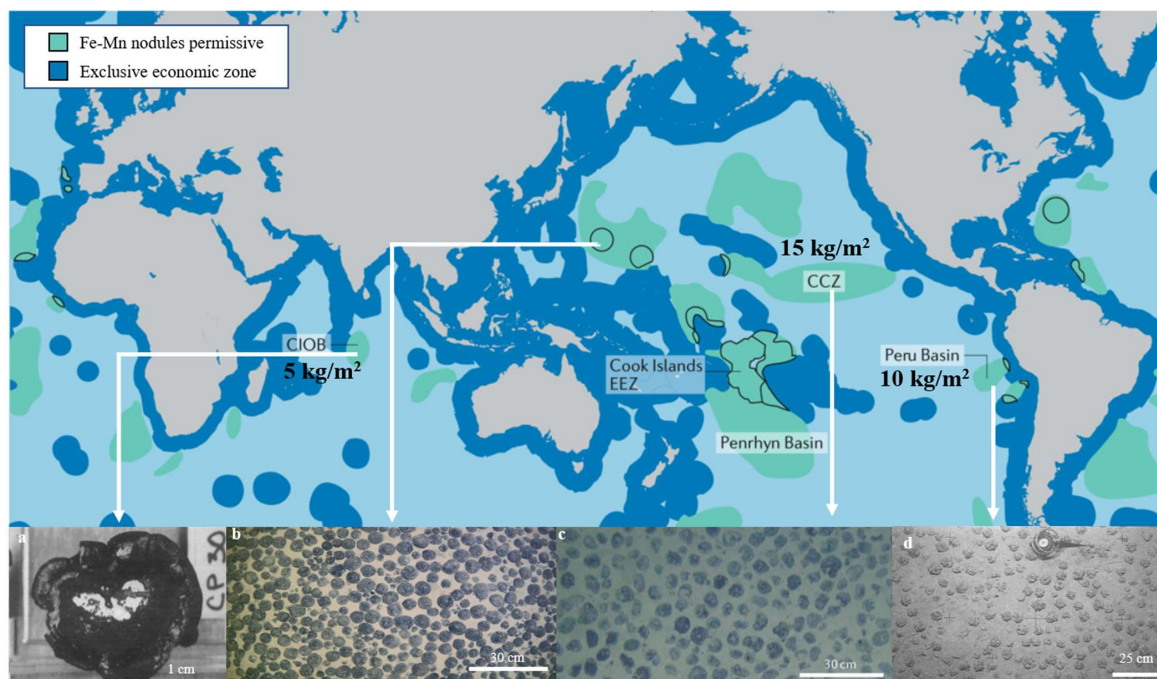 Fe-Mn nodules permissive
Exclusive economic zone
15 kg/m²
CCZ
CIOB
5 kg/m²
Cook Islands
EEZ
Peru Basin
10 kg/m²
Penrhyn Basin
a
CP 30
1 cm
b
30 cm
c
30 cm
d
25 cm